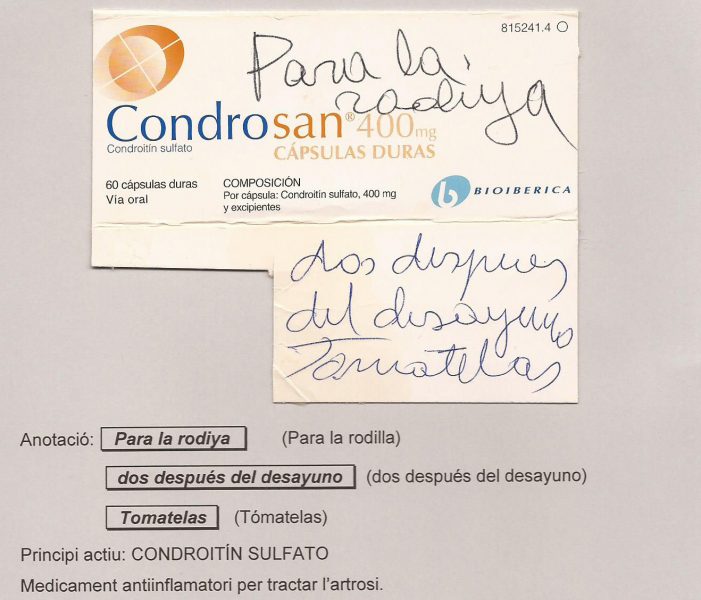 815241.4
Para la
rodiya
Condrosan® 400 mg
Condroitín sulfato
CÁPSULAS DURAS
60 cápsulas duras
Vía oral
COMPOSICIÓN
Por cápsula: Condroitín sulfato, 400 mg
y excipientes
b BIOIBERICA
dos despues
del desayuno
Tomatelas
Anotació: Para la rodiya (Para la rodilla)
dos después del desayuno (dos después del desayuno)
Tomatelas (Tómatelas)
Principi actiu: CONDROITÍN SULFATO
Medicament antiinflamatori per tractar l'artrosi.